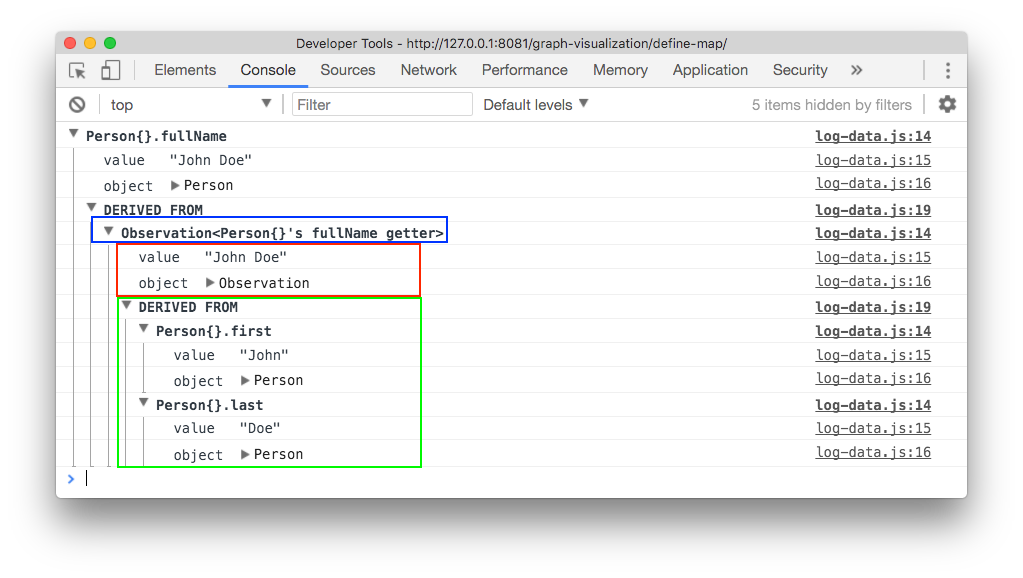 Developer Tools - http://127.0.0.1:8081/graph-visualization/define-map/
Elements Console Sources Network Performance Memory Application Security »
top ▼ Filter Default levels ▼ 5 items hidden by filters
▼ Person{}.fullName log-data.js:14
value "John Doe" log-data.js:15
object ▶ Person log-data.js:16
▼ DERIVED FROM log-data.js:19
▼ Observation<Person{}'s fullName getter> log-data.js:14
value "John Doe" log-data.js:15
object ▶ Observation log-data.js:16
▼ DERIVED FROM log-data.js:19
▼ Person{}.first log-data.js:14
value "John" log-data.js:15
object ▶ Person log-data.js:16
▼ Person{}.last log-data.js:14
value "Doe" log-data.js:15
object ▶ Person log-data.js:16
>